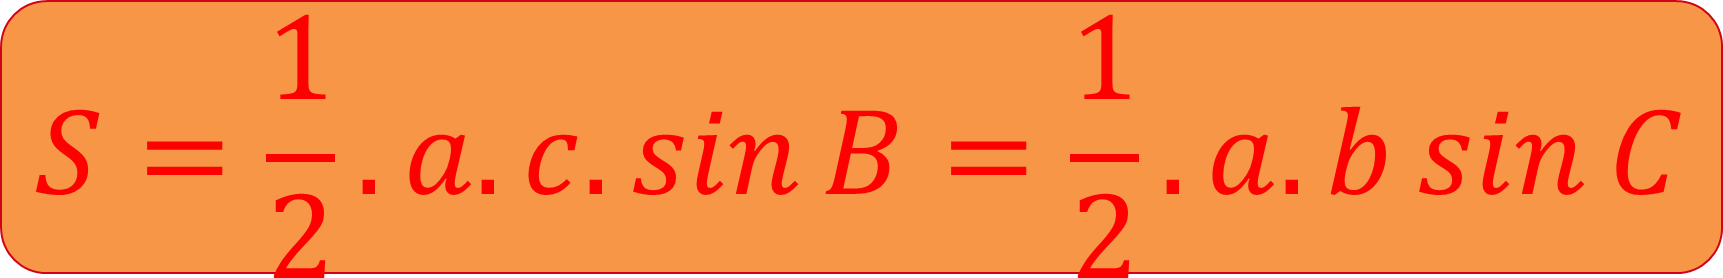 S = 1/2 . a. c. sin B = 1/2 . a. b sin C